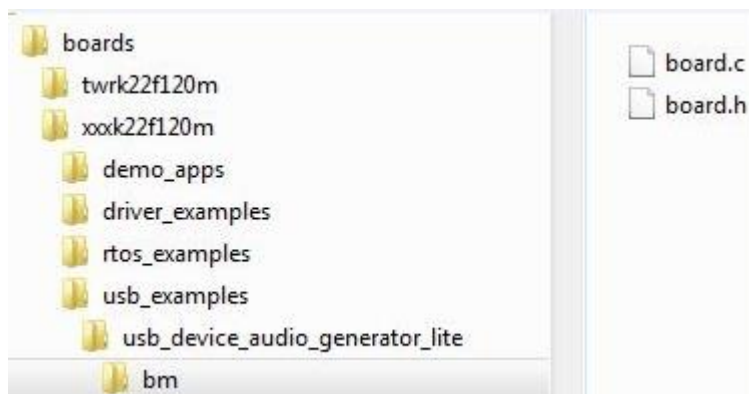 boards
twrk22f120m
xxxk22f120m
demo_apps
driver_examples
rtos_examples
usb_examples
usb_device_audio_generator_lite
bm
board.c
board.h